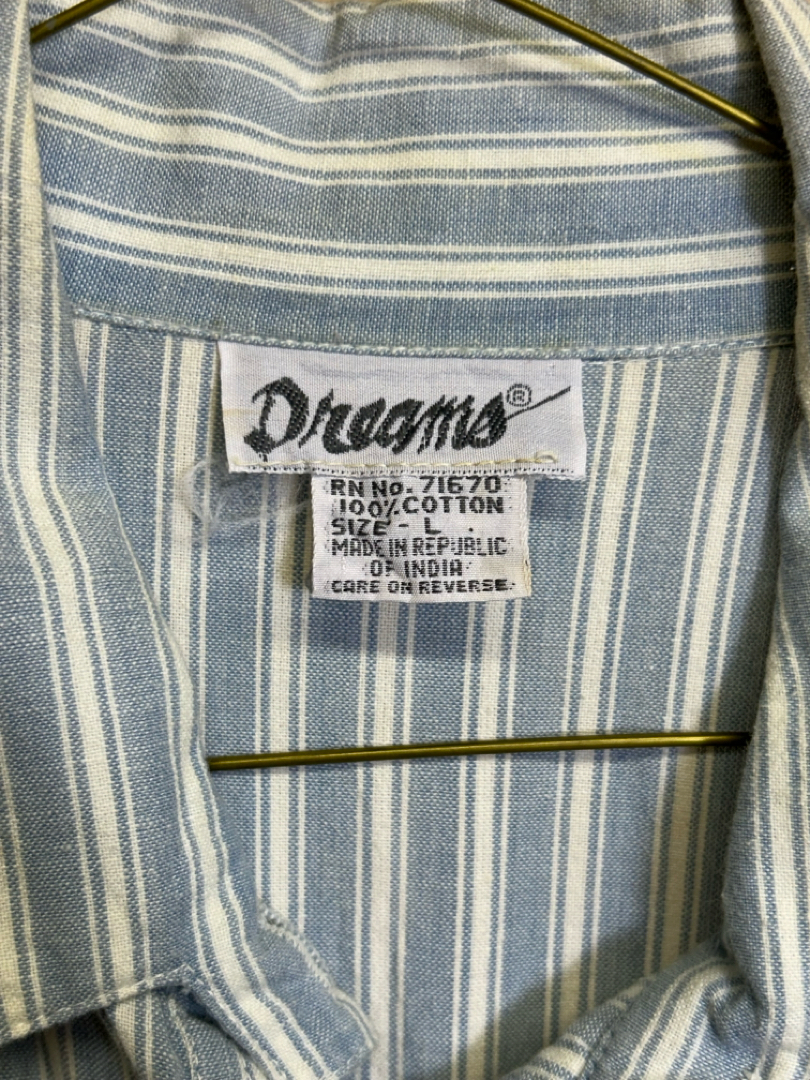 Dreams®
RN No. 71670
100% COTTON
SIZE - L
MADE IN REPUBLIC
OF INDIA
CARE ON REVERSE